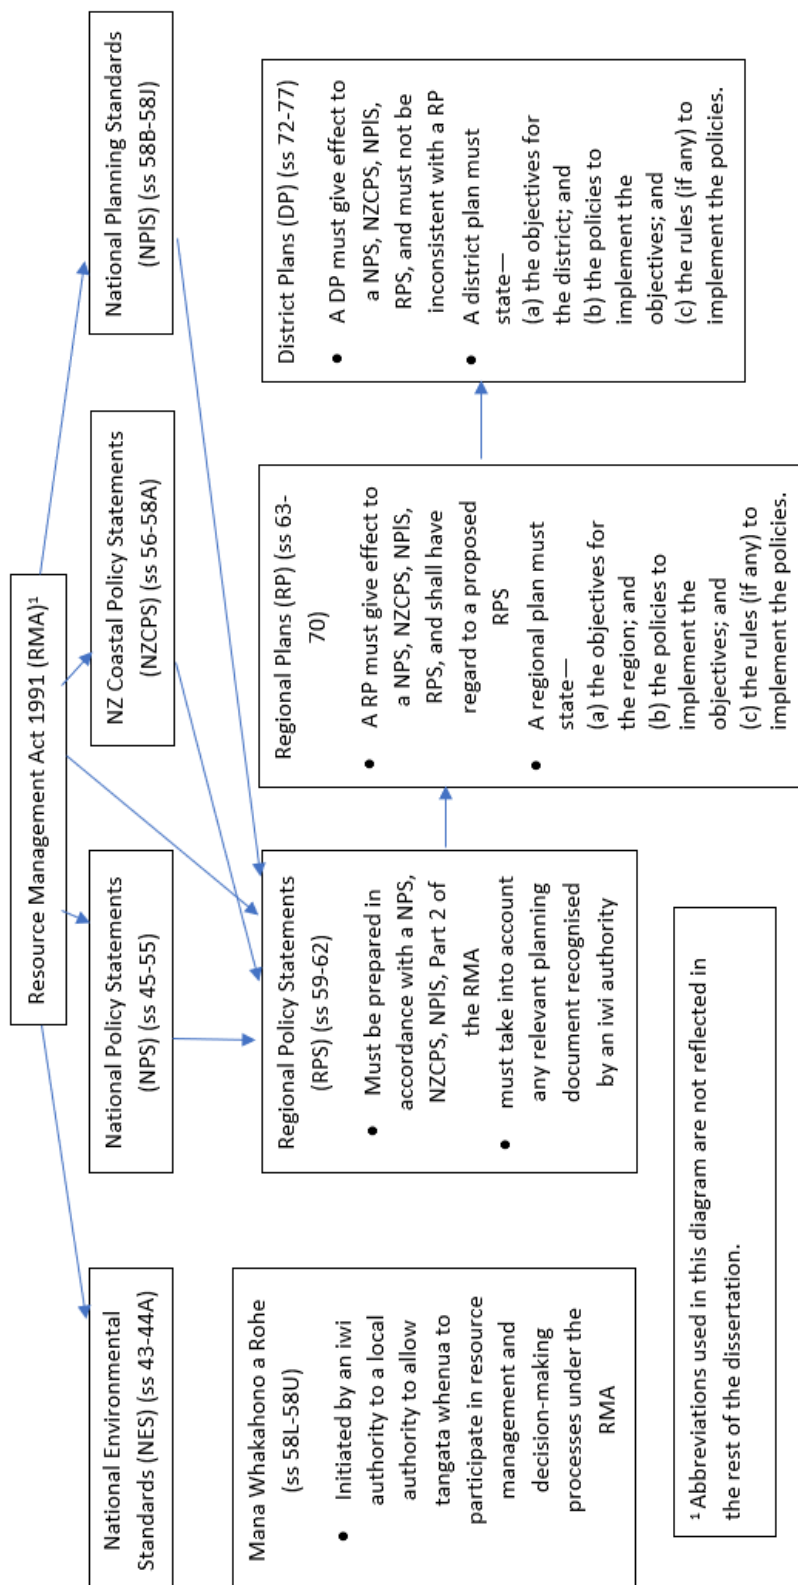 Resource Management Act 1991 (RMA)¹
National Environmental
Standards (NES) (ss 43-44A)
National Policy Statements
(NPS) (ss 45-55)
NZ Coastal Policy Statements
(NZCPS) (ss 56-58A)
National Planning Standards
(NPlS) (ss 58B-58J)
Mana Whakahono a Rohe
(ss 58L-58U)
● Initiated by an iwi
authority to a local
authority to allow
tangata whenua to
participate in resource
management and
decision-making
processes under the
RMA
Regional Policy Statements
(RPS) (ss 59-62)
● Must be prepared in
accordance with a NPS,
NZCPS, NPlS, Part 2 of
the RMA
● must take into account
any relevant planning
document recognised
by an iwi authority
Regional Plans (RP) (ss 63-
70)
● A RP must give effect to
a NPS, NZCPS, NPlS,
RPS, and shall have
regard to a proposed
RPS
● A regional plan must
state—
(a) the objectives for
the region; and
(b) the policies to
implement the
objectives; and
(c) the rules (if any) to
implement the policies.
District Plans (DP) (ss 72-77)
● A DP must give effect to
a NPS, NZCPS, NPlS,
RPS, and must not be
inconsistent with a RP
● A district plan must
state—
(a) the objectives for
the district; and
(b) the policies to
implement the
objectives; and
(c) the rules (if any) to
implement the policies.
¹ Abbreviations used in this diagram are not reflected in
the rest of the dissertation.